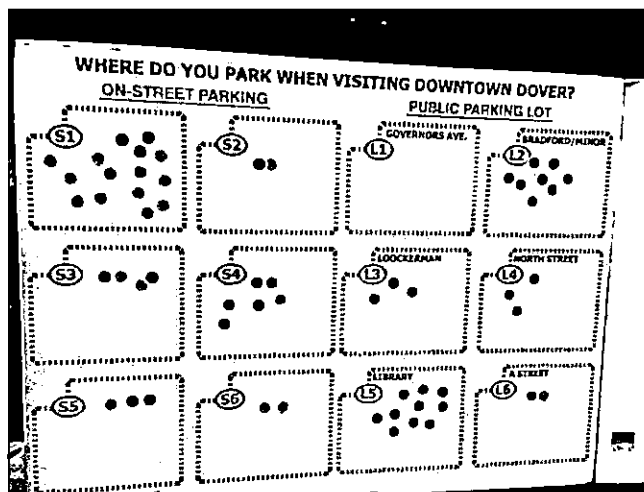 WHERE DO YOU PARK WHEN VISITING DOWNTOWN DOVER?
ON-STREET PARKING
PUBLIC PARKING LOT
S1
S2
L1
GOVERNORS AVE.
L2
BRADFORD/MINOR
S3
S4
L3
LOOCKERMAN
L4
NORTH STREET
S5
S6
L5
LIBRARY
L6
A STREET